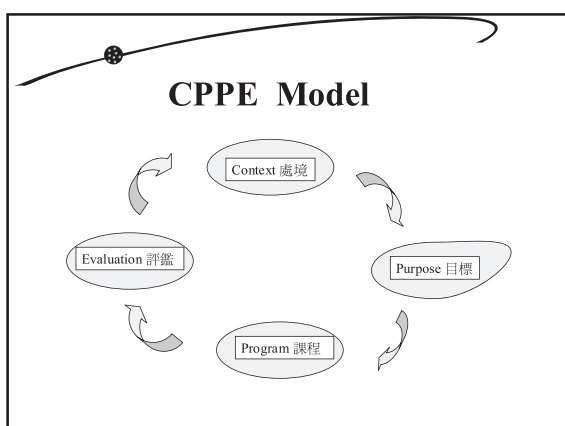 CPPE Model
Context 處境
Evaluation 評鑑
Purpose 目標
Program 課程